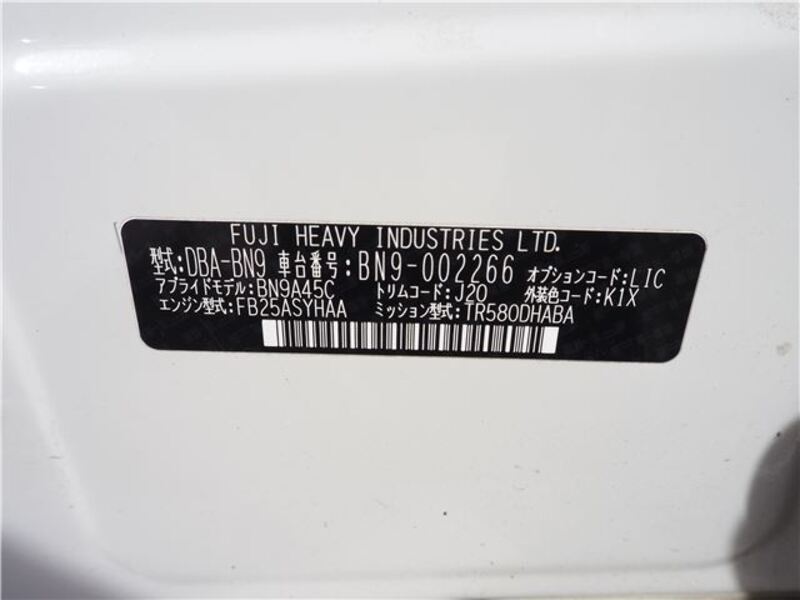 FUJI HEAVY INDUSTRIES LTD.
型式:DBA-BN9 車台番号:BN9-002266 オプションコード:LIC
アプライドモデル:BN9A45C トリムコード:J20 外装色コード:K1X
エンジン型式:FB25ASYHAA ミッション型式:TR580DHABA